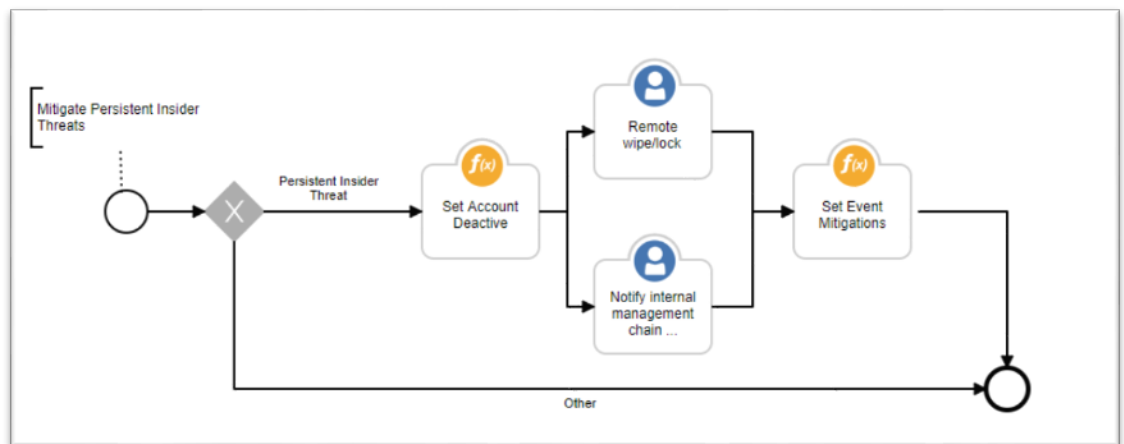 Mitigate Persistent Insider
Threats
X
Persistent Insider
Threat
f(x)
Set Account
Deactive
Remote
wipe/lock
Notify internal
management
chain ...
f(x)
Set Event
Mitigations
Other